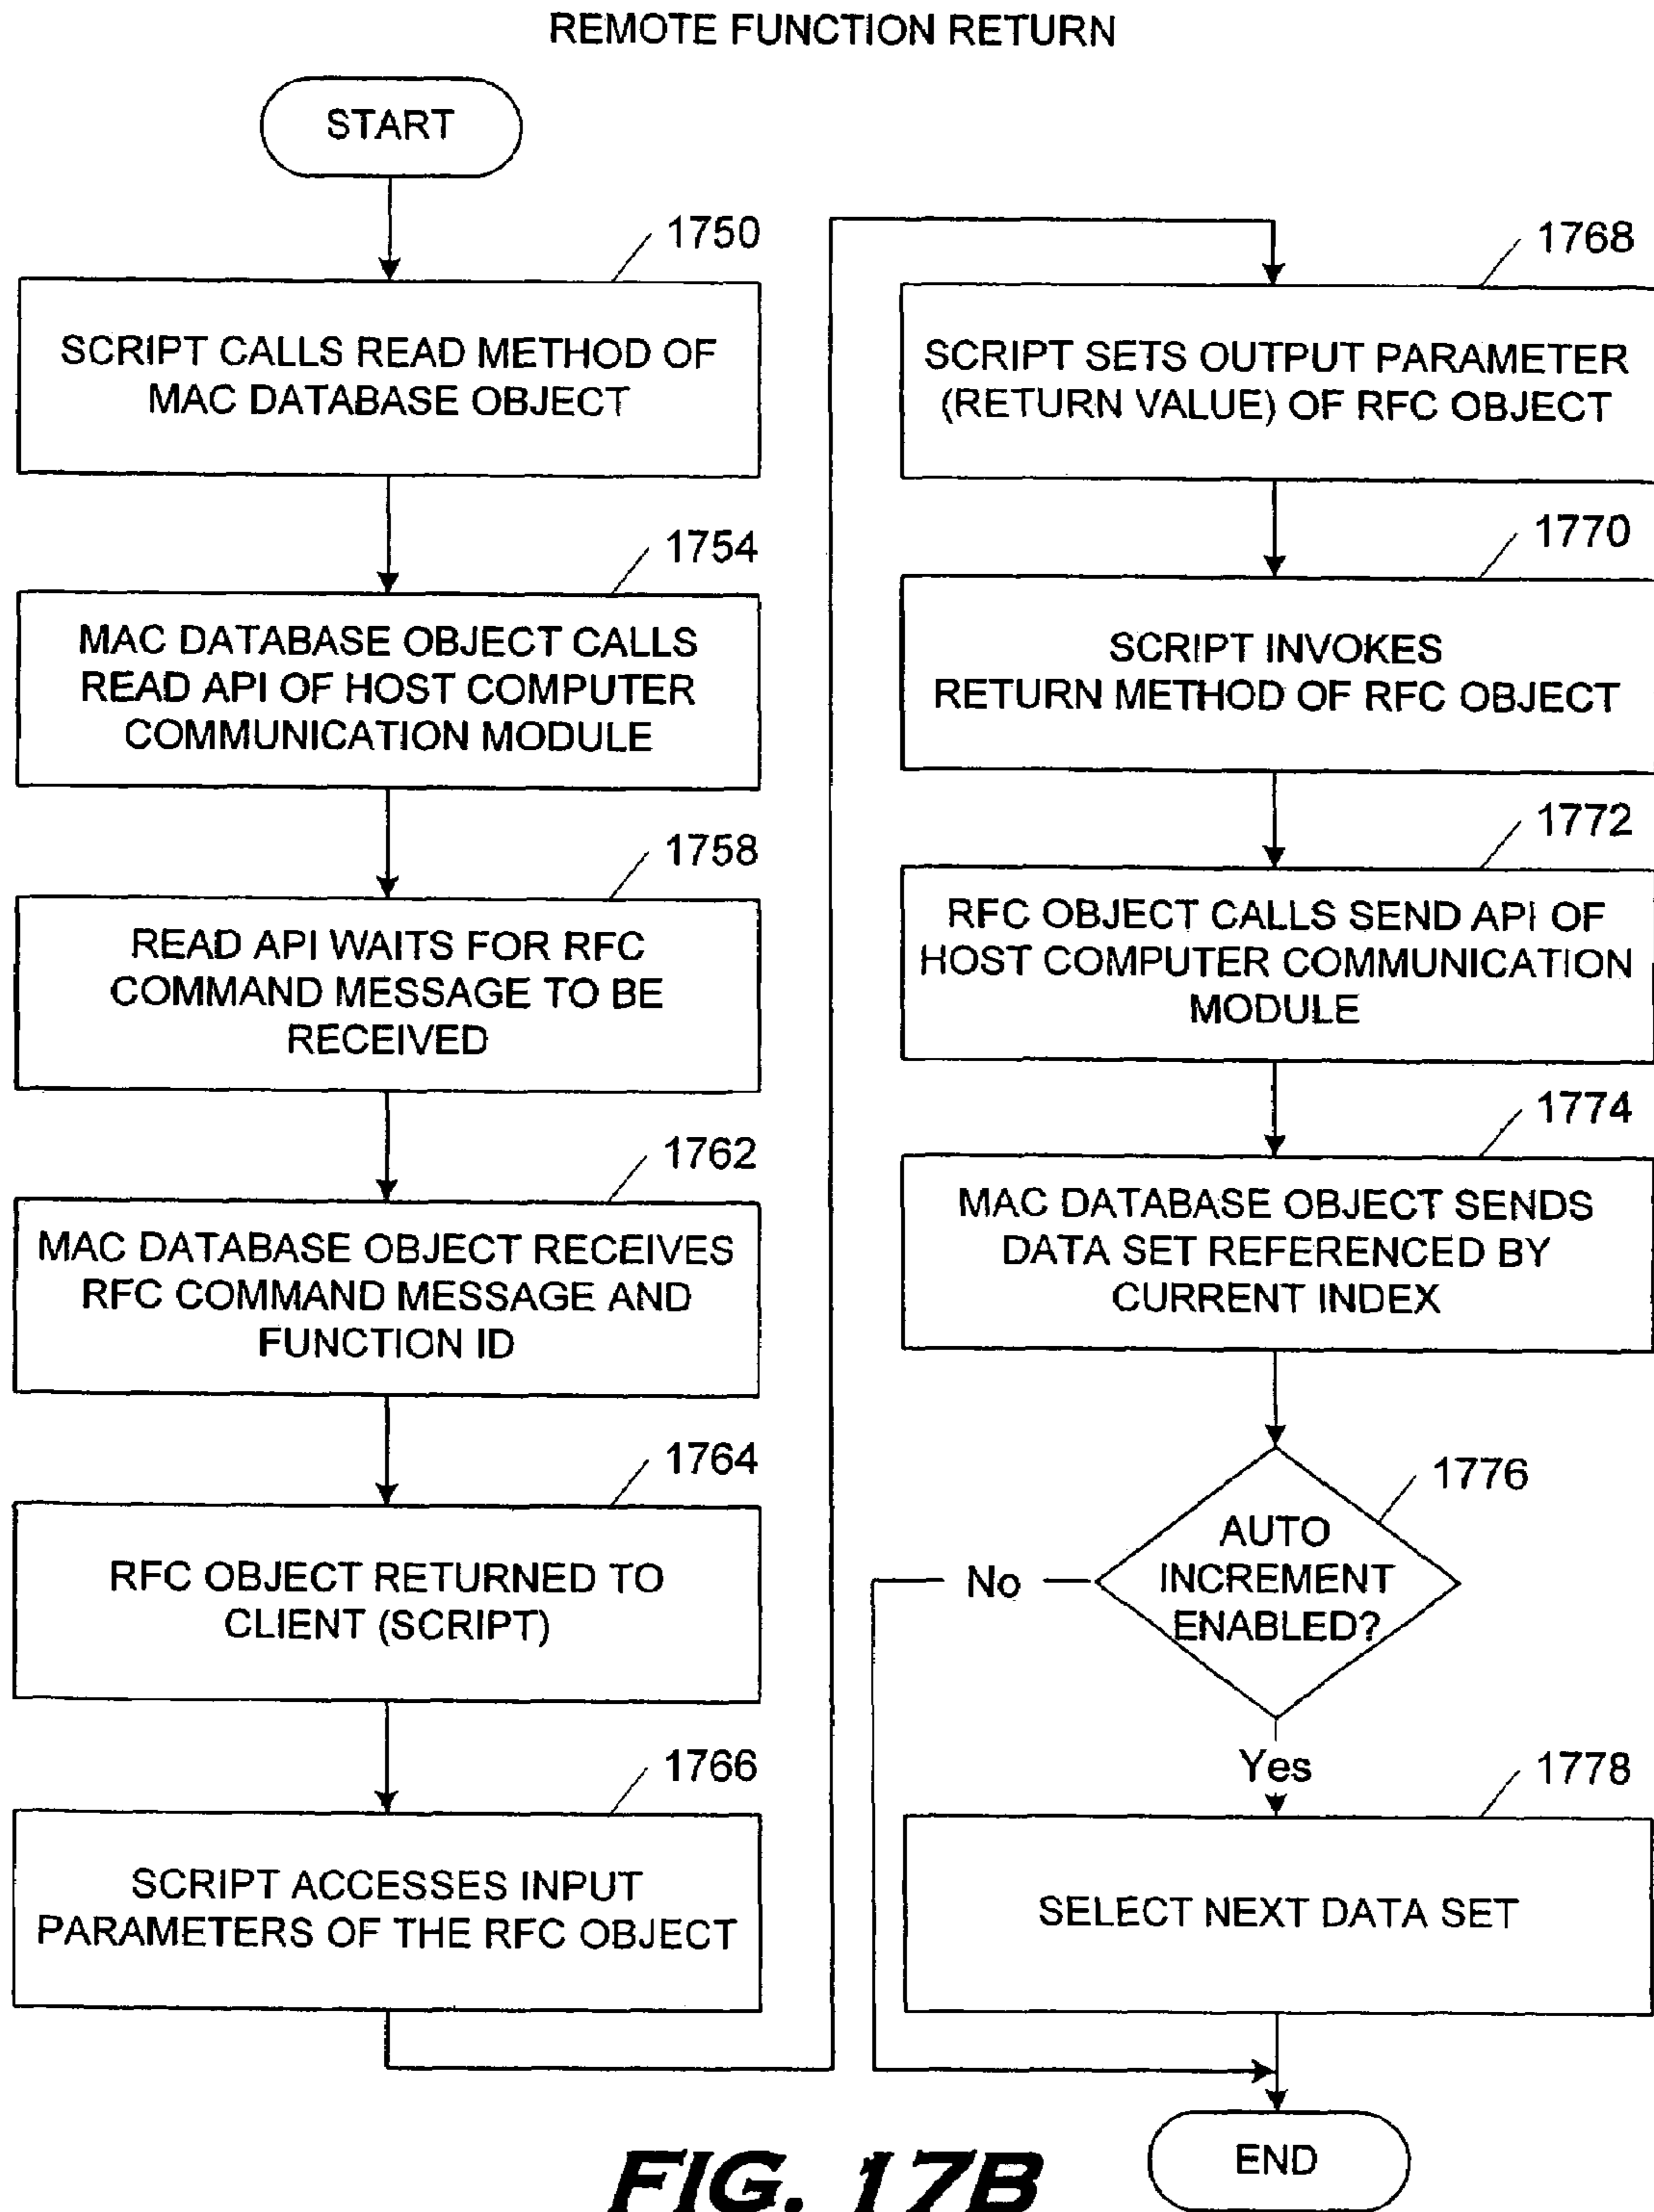 REMOTE FUNCTION RETURN
START
1750
SCRIPT CALLS READ METHOD OF
MAC DATABASE OBJECT
1754
MAC DATABASE OBJECT CALLS
READ API OF HOST COMPUTER
COMMUNICATION MODULE
1758
READ API WAITS FOR RFC
COMMAND MESSAGE TO BE
RECEIVED
1762
MAC DATABASE OBJECT RECEIVES
RFC COMMAND MESSAGE AND
FUNCTION ID
1764
RFC OBJECT RETURNED TO
CLIENT (SCRIPT)
1766
SCRIPT ACCESSES INPUT
PARAMETERS OF THE RFC OBJECT
1768
SCRIPT SETS OUTPUT PARAMETER
(RETURN VALUE) OF RFC OBJECT
1770
SCRIPT INVOKES
RETURN METHOD OF RFC OBJECT
1772
RFC OBJECT CALLS SEND API OF
HOST COMPUTER COMMUNICATION
MODULE
1774
MAC DATABASE OBJECT SENDS
DATA SET REFERENCED BY
CURRENT INDEX
1776
AUTO
INCREMENT
ENABLED?
No
Yes
1778
SELECT NEXT DATA SET
END
FIG. 17B